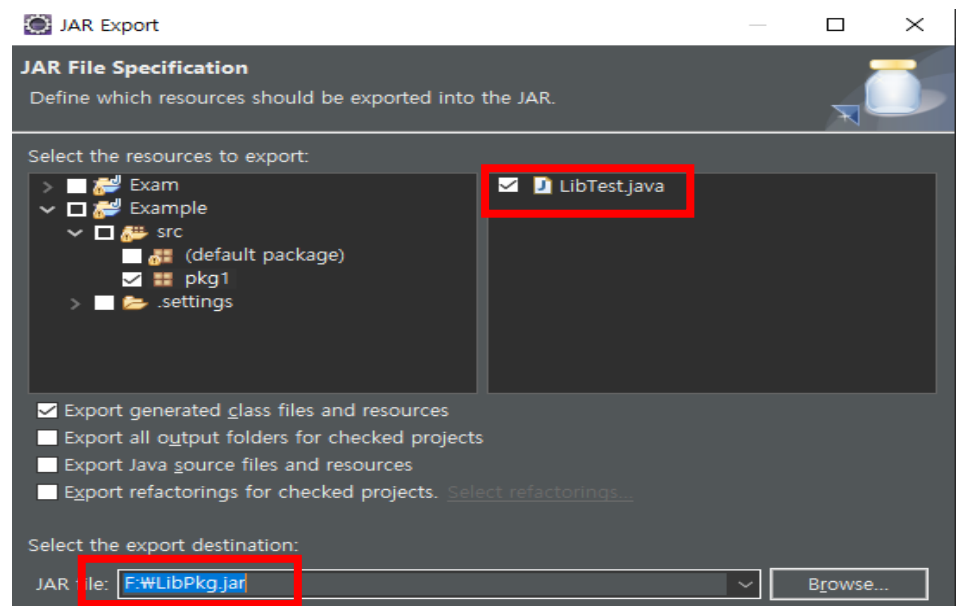 JAR Export
JAR File Specification
Define which resources should be exported into the JAR.
Select the resources to export:
Exam
Example
src
(default package)
pkg1
.settings
LibTest.java
Export generated class files and resources
Export all output folders for checked projects
Export Java source files and resources
Export refactorings for checked projects. Select refactorings...
Select the export destination:
JAR file: F:₩LibPkg.jar Browse...